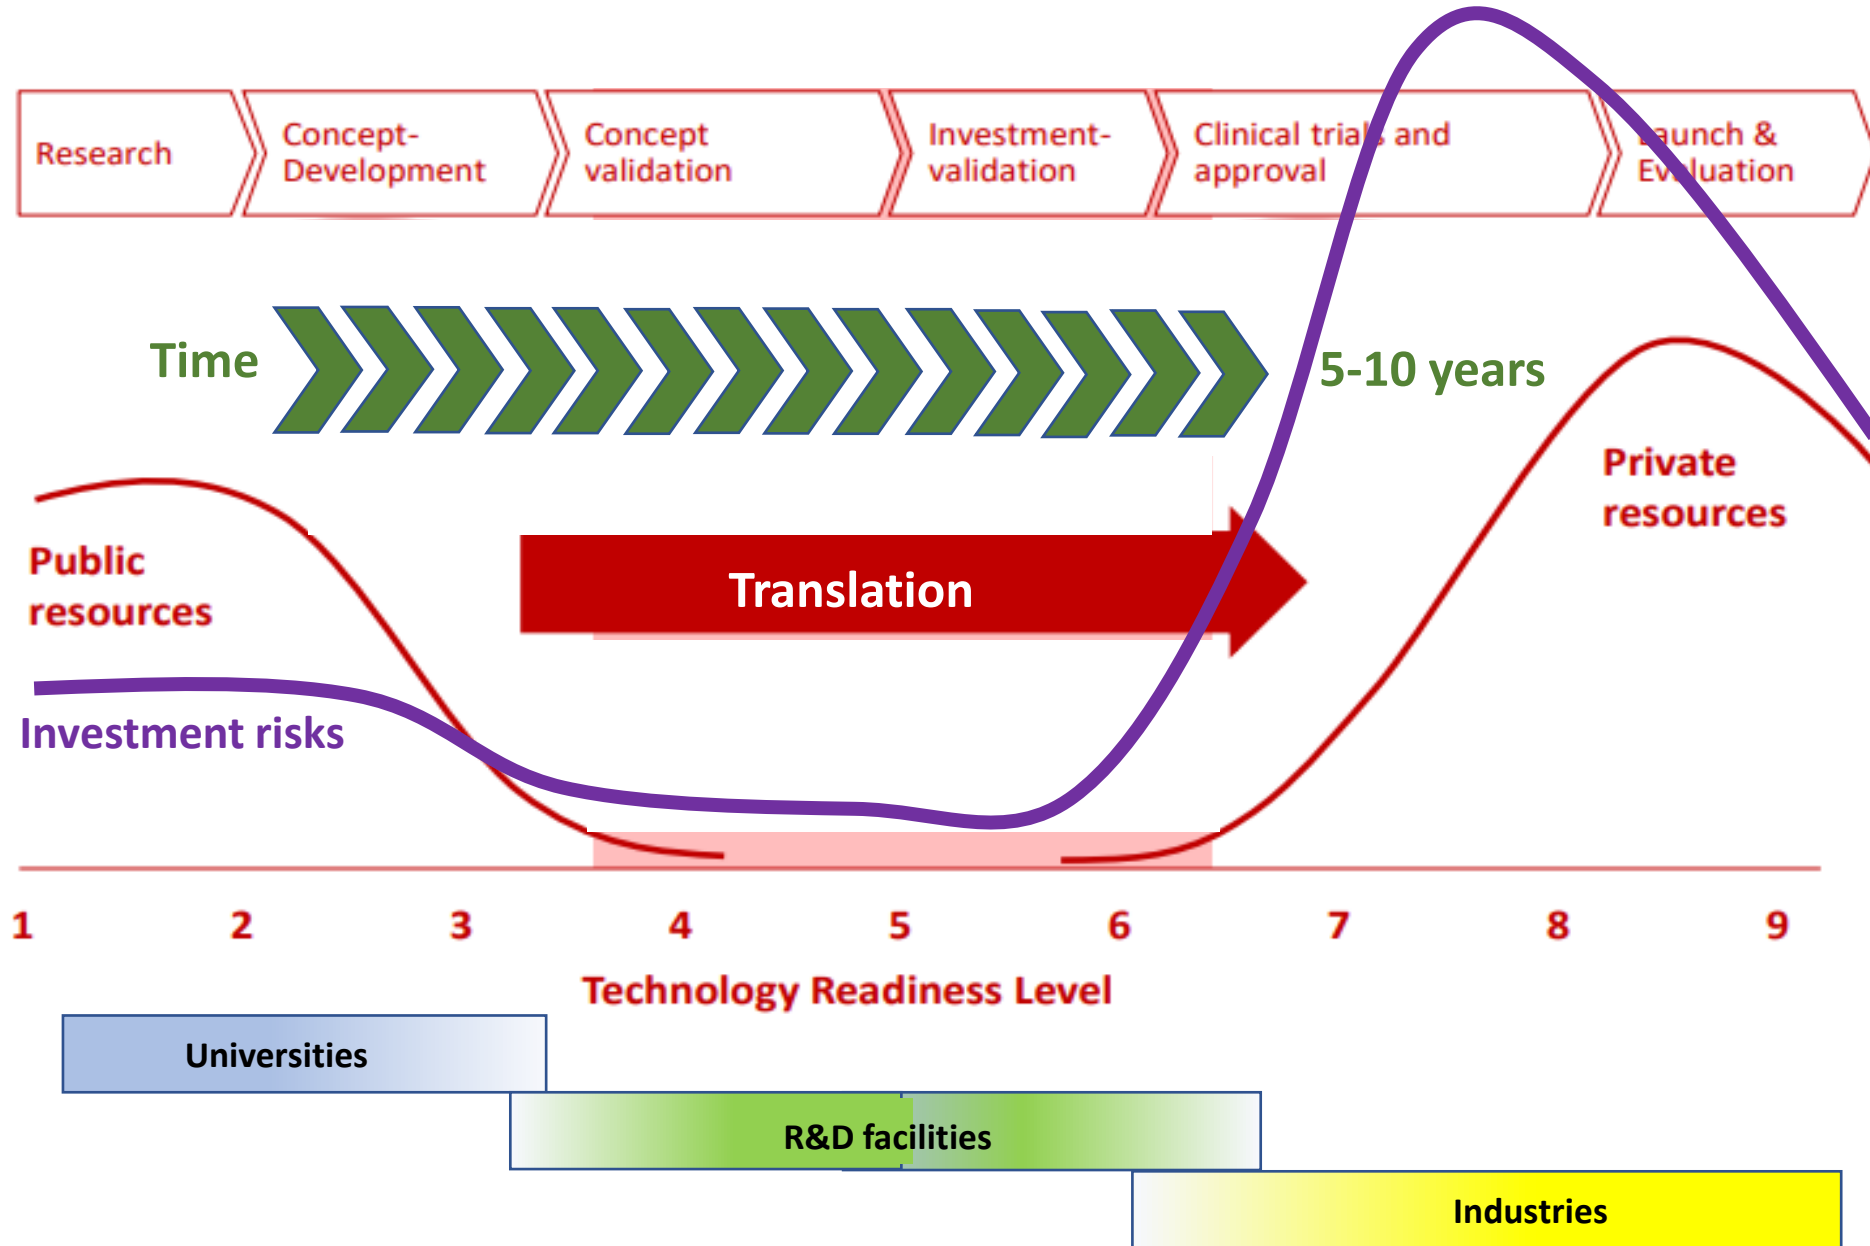 Research
Concept-
Development
Concept
validation
Investment-
validation
Clinical trials and
approval
Launch &
Evaluation
Time
5-10 years
Private
resources
Public
resources
Translation
Investment risks
1 2 3 4 5 6 7 8 9
Technology Readiness Level
Universities
R&D facilities
Industries